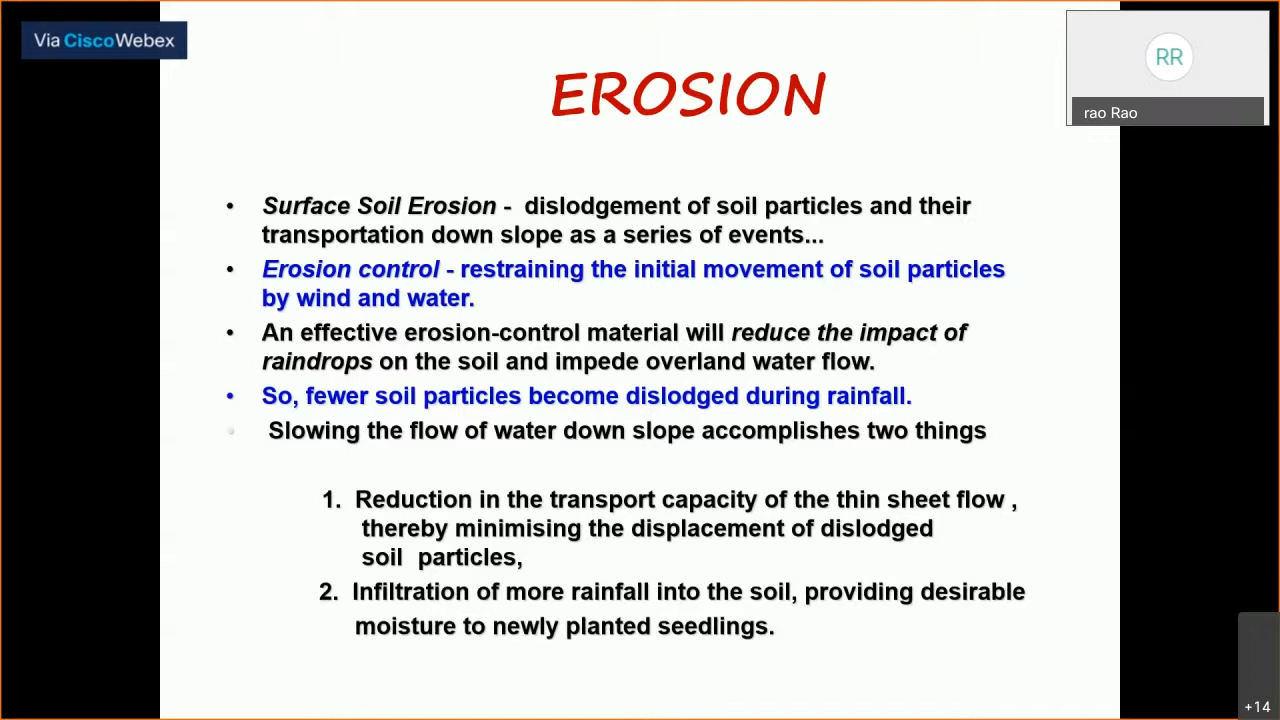 Via CiscoWebex
RR
rao Rao
EROSION
• Surface Soil Erosion - dislodgement of soil particles and their
transportation down slope as a series of events...
• Erosion control - restraining the initial movement of soil particles
by wind and water.
• An effective erosion-control material will reduce the impact of
raindrops on the soil and impede overland water flow.
• So, fewer soil particles become dislodged during rainfall.
• Slowing the flow of water down slope accomplishes two things
1. Reduction in the transport capacity of the thin sheet flow ,
thereby minimising the displacement of dislodged
soil particles,
2. Infiltration of more rainfall into the soil, providing desirable
moisture to newly planted seedlings.
+14